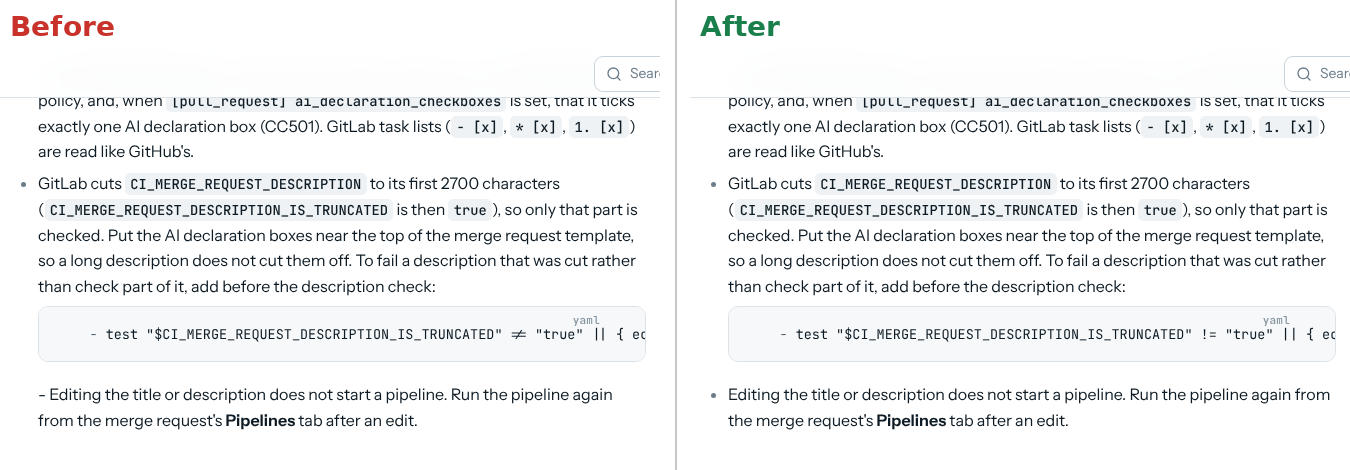 Before
Sear
policy, and, when [pull_request] ai_declaration_checkboxes is set, that it ticks
exactly one AI declaration box (CC501). GitLab task lists (- [x], * [x], 1. [x])
are read like GitHub's.
• GitLab cuts CI_MERGE_REQUEST_DESCRIPTION to its first 2700 characters
(CI_MERGE_REQUEST_DESCRIPTION_IS_TRUNCATED is then true), so only that part is
checked. Put the AI declaration boxes near the top of the merge request template,
so a long description does not cut them off. To fail a description that was cut rather
than check part of it, add before the description check:
yaml
- test "$CI_MERGE_REQUEST_DESCRIPTION_IS_TRUNCATED" ≠ "true" || { ec
- Editing the title or description does not start a pipeline. Run the pipeline again
from the merge request's Pipelines tab after an edit.
After
Sear
policy, and, when [pull_request] ai_declaration_checkboxes is set, that it ticks
exactly one AI declaration box (CC501). GitLab task lists (- [x], * [x], 1. [x])
are read like GitHub's.
• GitLab cuts CI_MERGE_REQUEST_DESCRIPTION to its first 2700 characters
(CI_MERGE_REQUEST_DESCRIPTION_IS_TRUNCATED is then true), so only that part is
checked. Put the AI declaration boxes near the top of the merge request template,
so a long description does not cut them off. To fail a description that was cut rather
than check part of it, add before the description check:
yaml
- test "$CI_MERGE_REQUEST_DESCRIPTION_IS_TRUNCATED" != "true" || { ec
• Editing the title or description does not start a pipeline. Run the pipeline again from
the merge request's Pipelines tab after an edit.